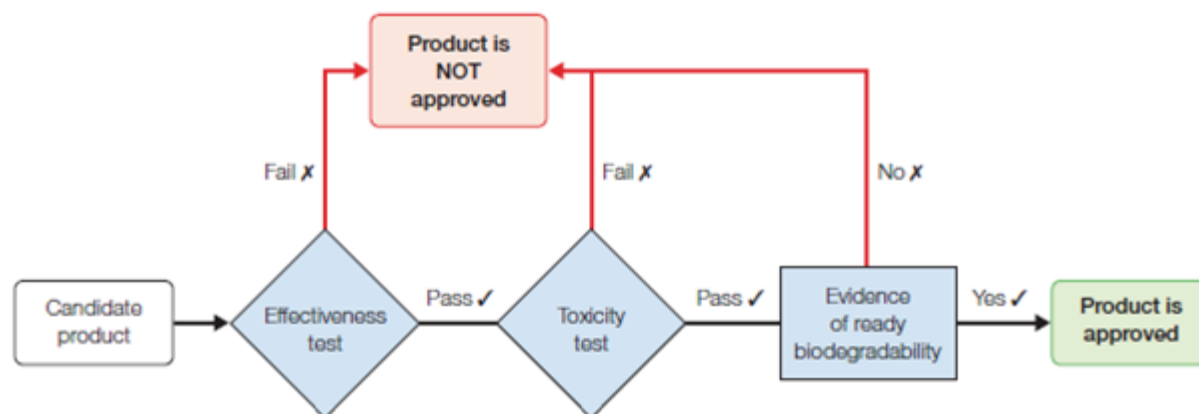 Product is
NOT
approved
Fail ✗
Fail ✗
No ✗
Candidate
product
Effectiveness
test
Pass ✓
Toxicity
test
Pass ✓
Evidence
of ready
biodegradability
Yes ✓
Product is
approved